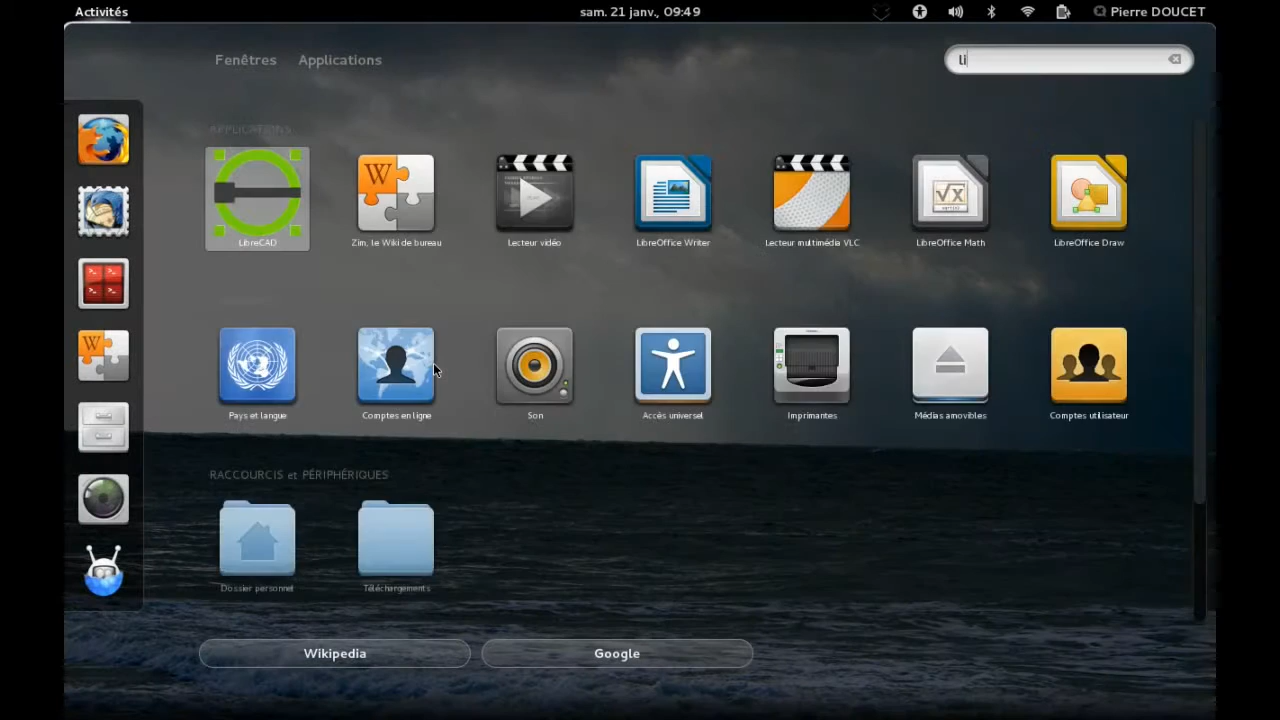 Activités
sam. 21 janv., 09:49
Pierre DOUCET
Fenêtres Applications
li
APPLICATIONS
LibreCAD
Zim, le Wiki de bureau
Lecteur vidéo
LibreOffice Writer
Lecteur multimédia VLC
LibreOffice Math
LibreOffice Draw
Pays et langue
Comptes en ligne
Son
Accès universel
Imprimantes
Médias amovibles
Comptes utilisateur
RACCOURCIS et PÉRIPHÉRIQUES
Dossier personnel
Téléchargements
Wikipedia
Google